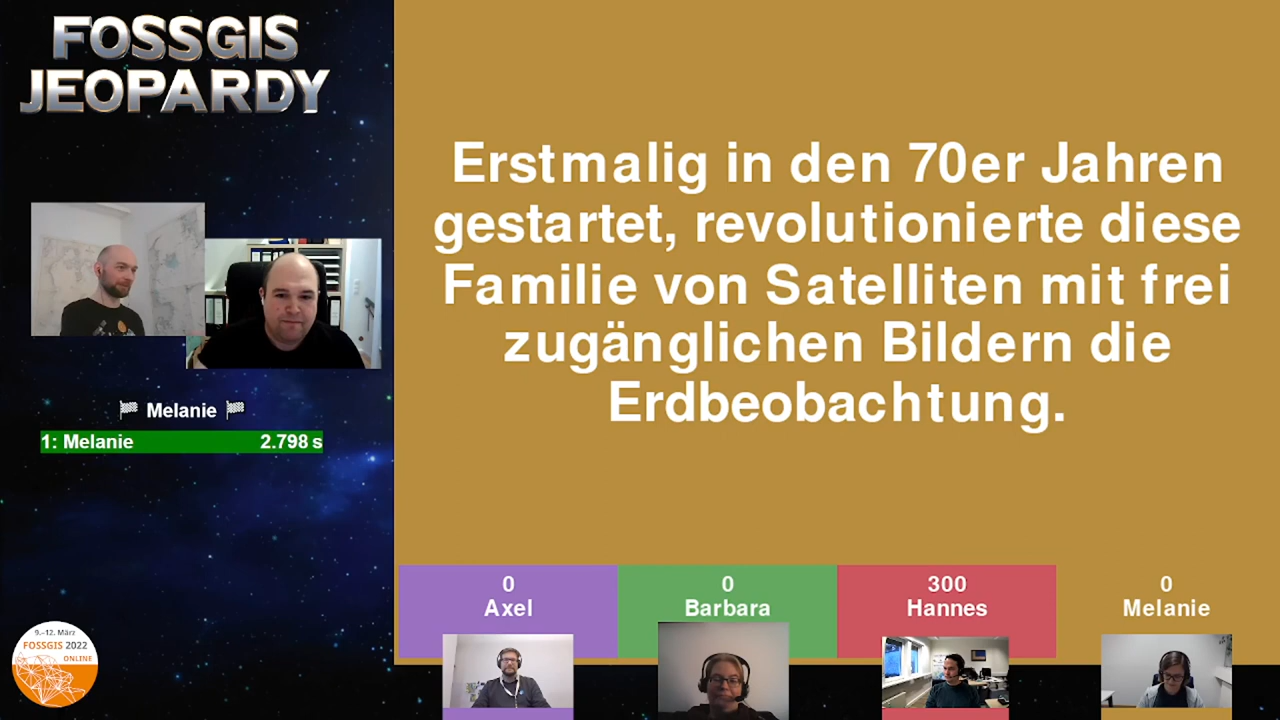 FOSSGIS
JEOPARDY
Melanie
1: Melanie 2.798 s
Erstmalig in den 70er Jahren
gestartet, revolutionierte diese
Familie von Satelliten mit frei
zugänglichen Bildern die
Erdbeobachtung.
0
Axel
0
Barbara
300
Hannes
0
Melanie
9.–12. März
FOSSGIS 2022
ONLINE